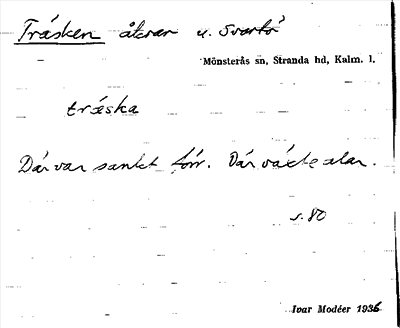 Träsken åkrar u. Svartö
Mönsterås sn, Stranda hd, Kalm. l.
träska
Där var sankt förr. Där växte alar.
s. 80
Ivar Modéer 1936